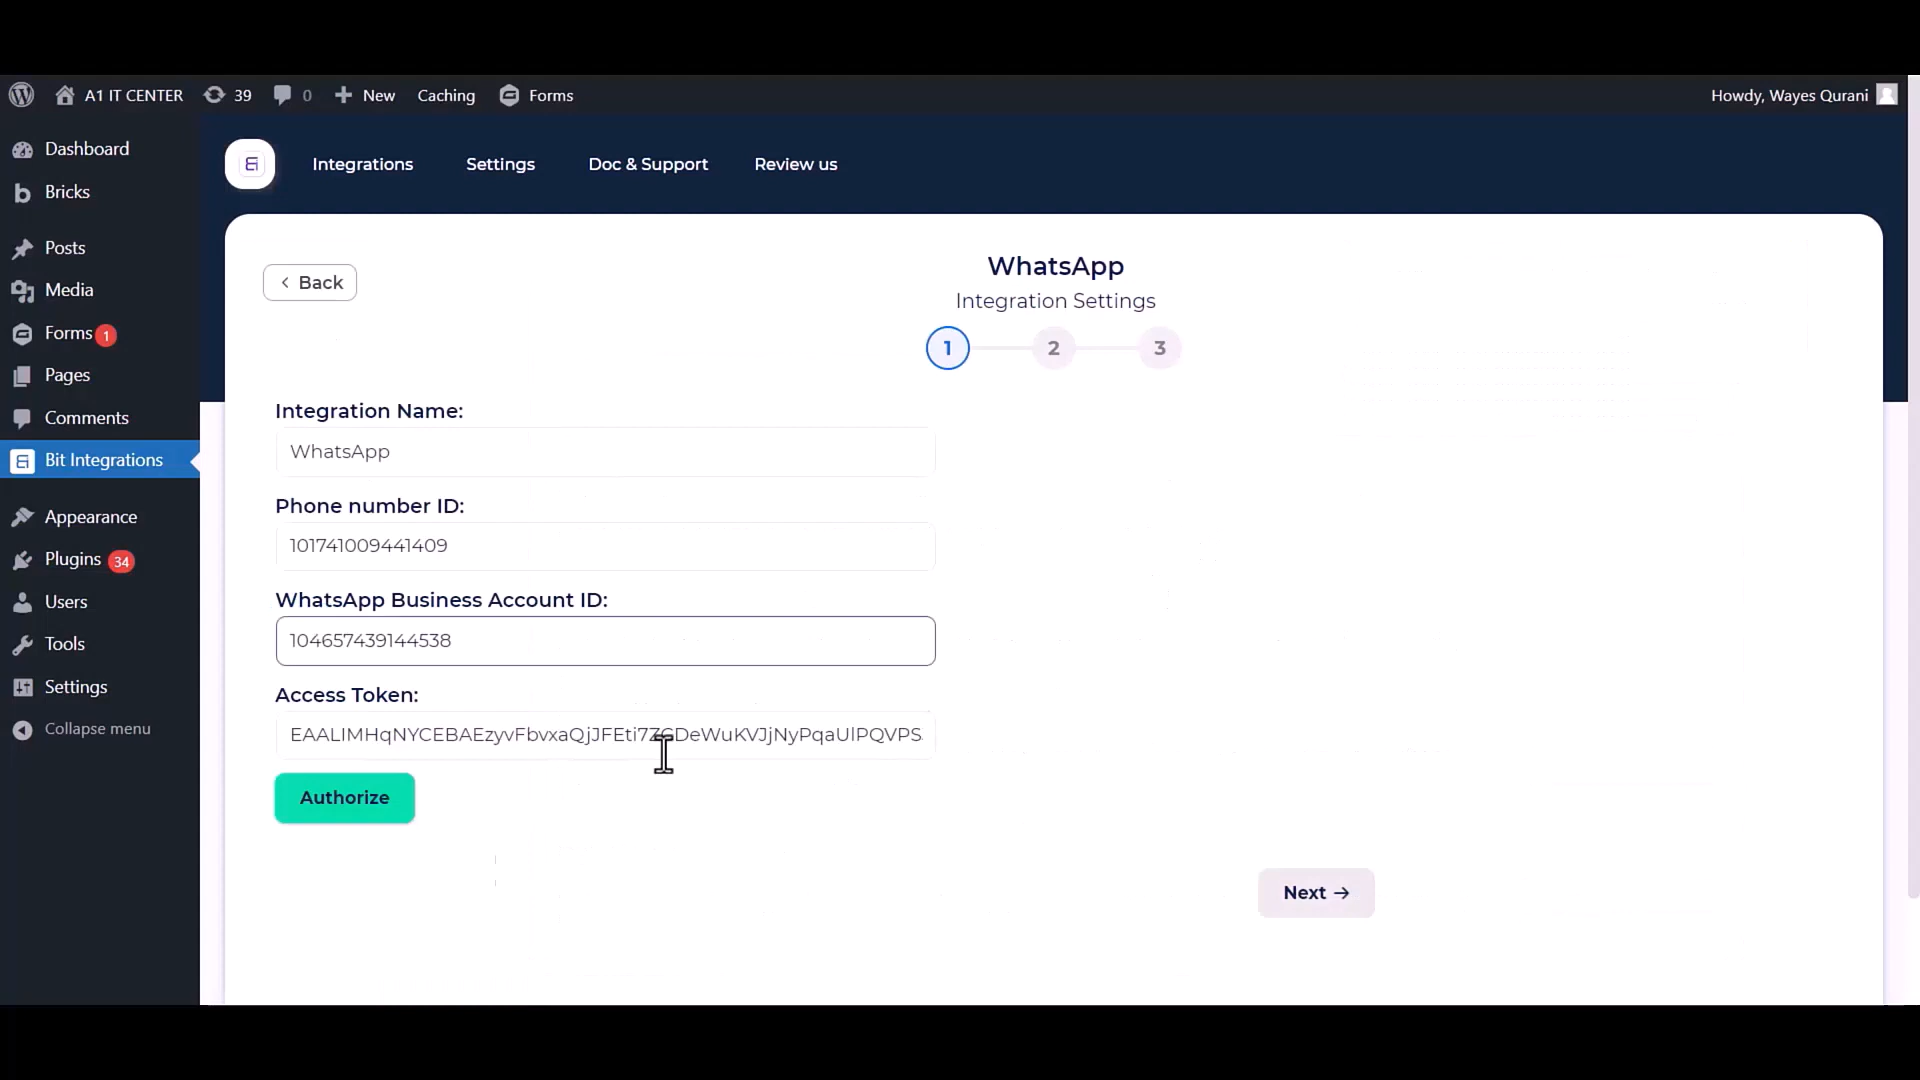 A1 IT CENTER 39 0 New Caching Forms Howdy, Wayes Qurani
Dashboard
Bricks
Posts
Media
Forms 1
Pages
Comments
Bit Integrations
Appearance
Plugins 34
Users
Tools
Settings
Collapse menu
Integrations Settings Doc & Support Review us
Back
WhatsApp
Integration Settings
1 2 3
Integration Name:
WhatsApp
Phone number ID:
101741009441409
WhatsApp Business Account ID:
104657439144538
Access Token:
Authorize
Next